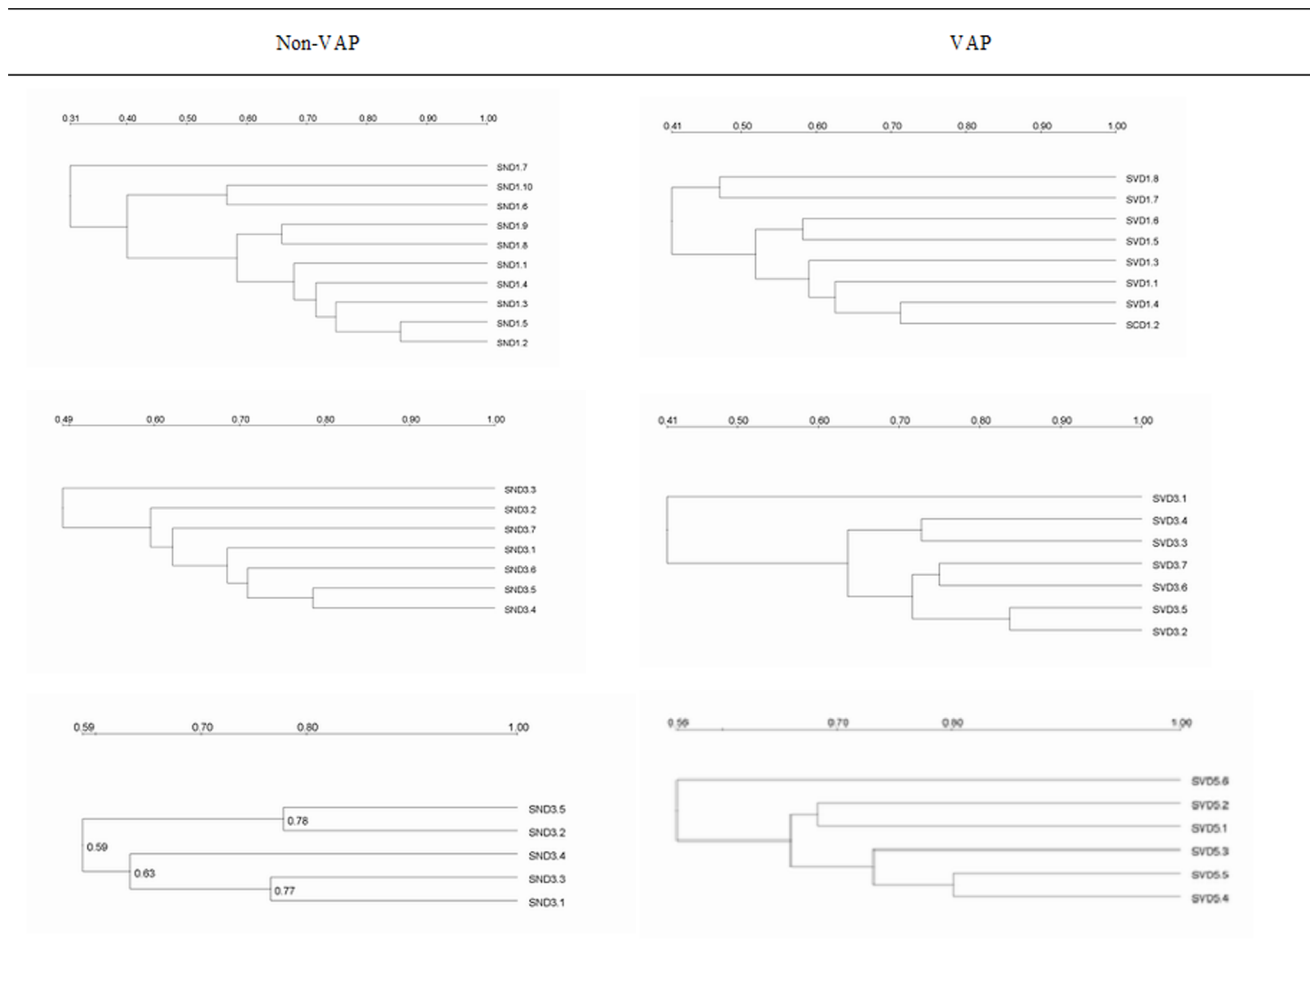 Non-VAP VAP
0.31 0.40 0.50 0.60 0.70 0.80 0.90 1.00
SND1.7
SND1.10
SND1.6
SND1.9
SND1.8
SND1.1
SND1.4
SND1.3
SND1.5
SND1.2
0.41 0.50 0.60 0.70 0.80 0.90 1.00
SVD1.8
SVD1.7
SVD1.6
SVD1.5
SVD1.3
SVD1.1
SVD1.4
SCD1.2
0.49 0.60 0.70 0.80 0.90 1.00
SND3.3
SND3.2
SND3.7
SND3.1
SND3.6
SND3.5
SND3.4
0.41 0.50 0.60 0.70 0.80 0.90 1.00
SVD3.1
SVD3.4
SVD3.3
SVD3.7
SVD3.6
SVD3.5
SVD3.2
0.59 0.70 0.80 1.00
SND3.5
0.78
SND3.2
0.59
SND3.4
0.63
SND3.3
0.77
SND3.1
0.70 0.80 1.00
SVD5.6
SVD5.2
SVD5.1
SVD5.3
SVD5.5
SVD5.4